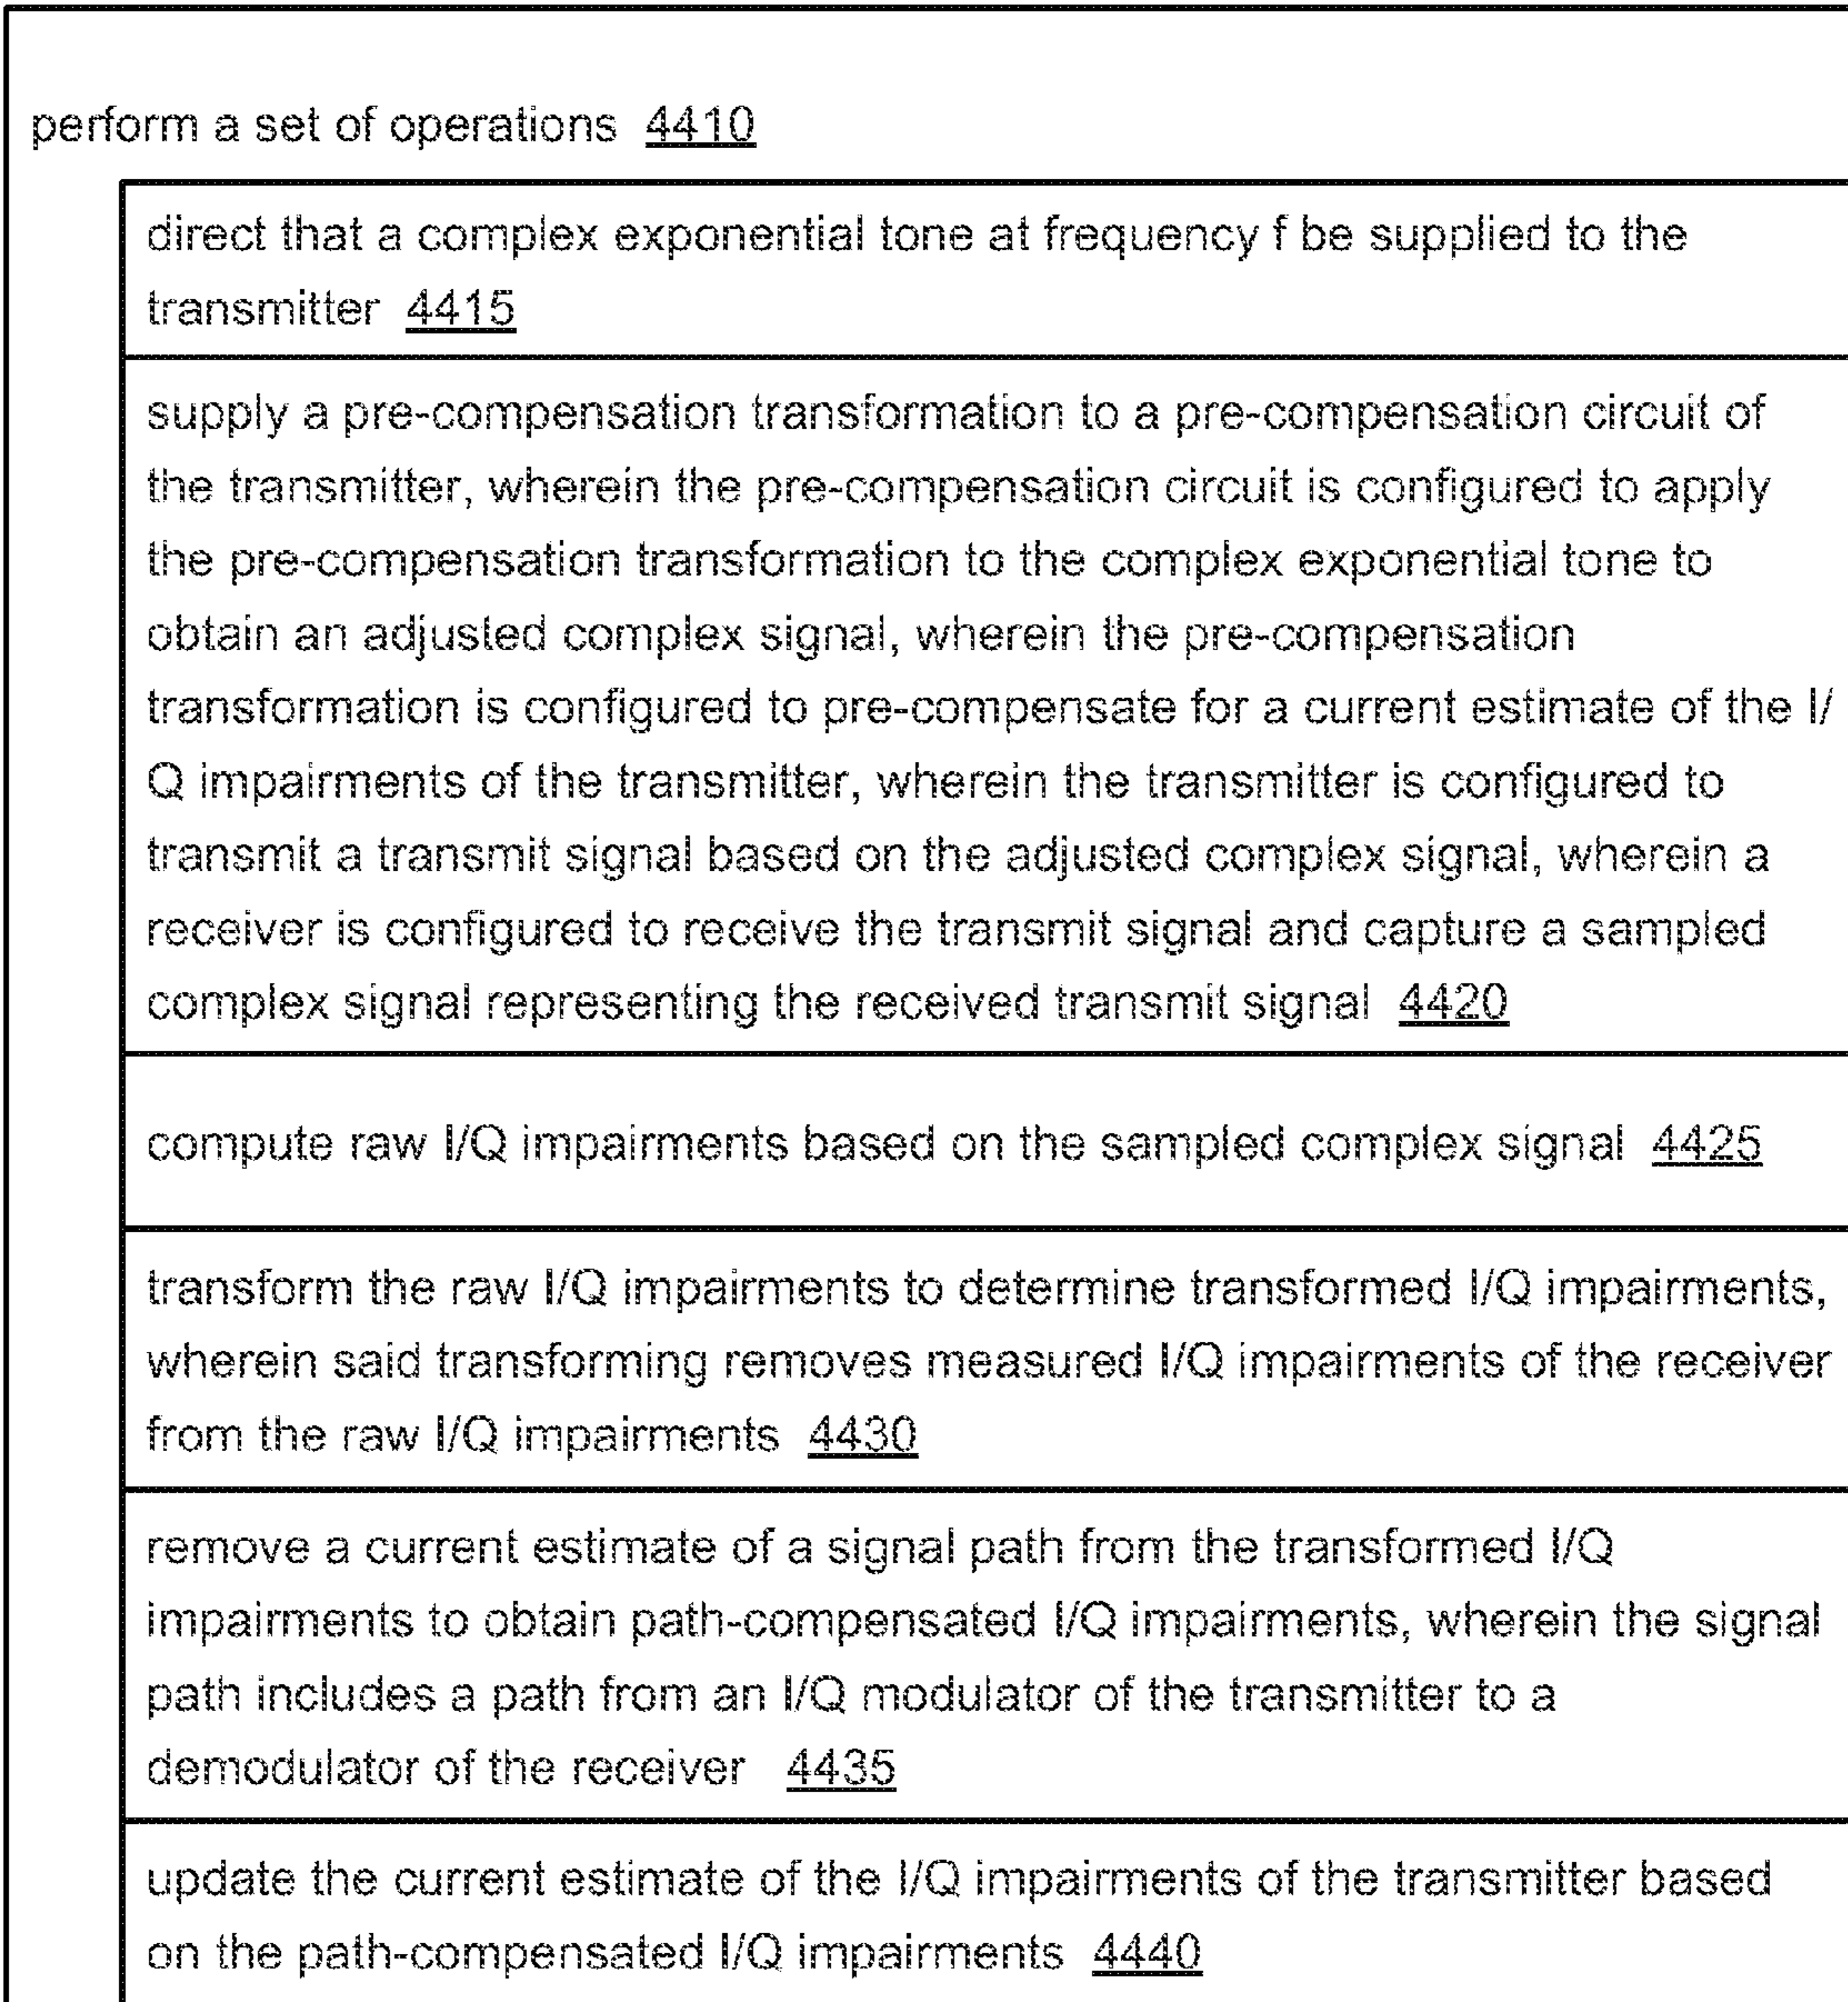 perform a set of operations 4410
direct that a complex exponential tone at frequency f be supplied to the
transmitter 4415
supply a pre-compensation transformation to a pre-compensation circuit of
the transmitter, wherein the pre-compensation circuit is configured to apply
the pre-compensation transformation to the complex exponential tone to
obtain an adjusted complex signal, wherein the pre-compensation
transformation is configured to pre-compensate for a current estimate of the I/
Q impairments of the transmitter, wherein the transmitter is configured to
transmit a transmit signal based on the adjusted complex signal, wherein a
receiver is configured to receive the transmit signal and capture a sampled
complex signal representing the received transmit signal 4420
compute raw I/Q impairments based on the sampled complex signal 4425
transform the raw I/Q impairments to determine transformed I/Q impairments,
wherein said transforming removes measured I/Q impairments of the receiver
from the raw I/Q impairments 4430
remove a current estimate of a signal path from the transformed I/Q
impairments to obtain path-compensated I/Q impairments, wherein the signal
path includes a path from an I/Q modulator of the transmitter to a
demodulator of the receiver 4435
update the current estimate of the I/Q impairments of the transmitter based
on the path-compensated I/Q impairments 4440